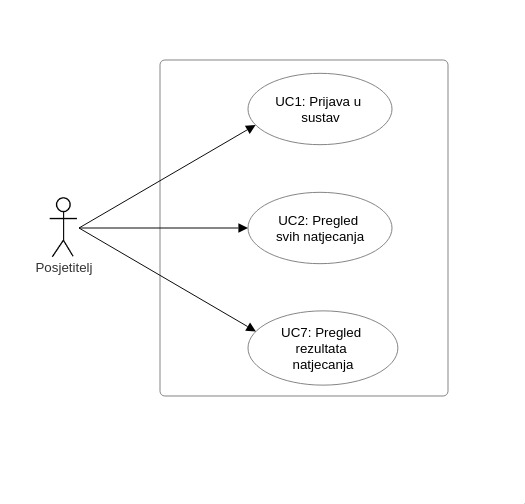 UC1: Prijava u
sustav
UC2: Pregled
svih natjecanja
Posjetitelj
UC7: Pregled
rezultata
natjecanja